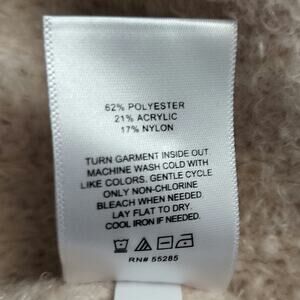 62% POLYESTER
21% ACRYLIC
17% NYLON
TURN GARMENT INSIDE OUT
MACHINE WASH COLD WITH
LIKE COLORS. GENTLE CYCLE
ONLY NON-CHLORINE
BLEACH WHEN NEEDED.
LAY FLAT TO DRY.
COOL IRON IF NEEDED.
RN# 55285